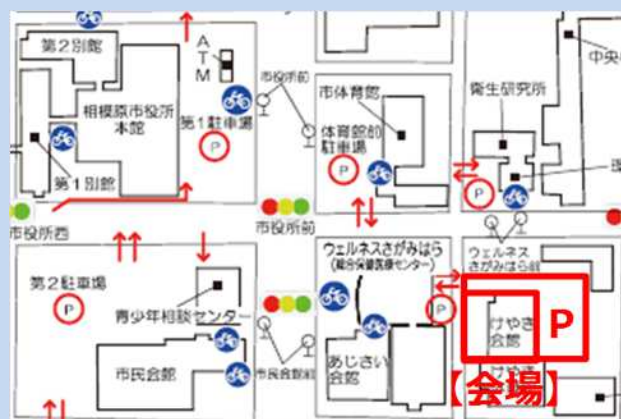 第2別館
ATM
市役所前
相模原市役所
本館
第1駐車場
P
第1別館
市体育館
体育館前
駐車場
P
中央
衛生研究所
P
市役所西
市役所前
ウェルネスさがみはら
(総合保健医療センター)
ウェルネス
さがみはら前
第2駐車場
P
青少年相談センター
P
けやき
会館
P
市民会館
市民会館前
あじさい
会館
けやき
【会場】